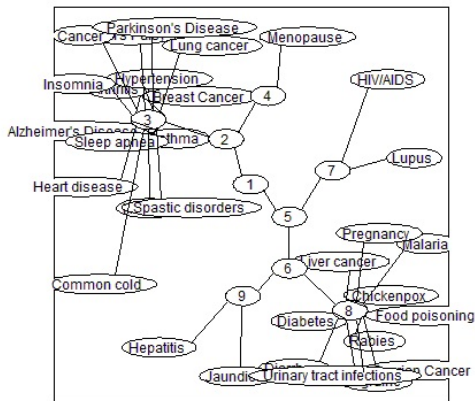 Parkinson's Disease
Cancer
Lung cancer
Menopause
Hypertension
HIV/AIDS
Insomnia
Breast Cancer
4
3
Alzheimer's Disease
Sleep apnea
2
Lupus
7
1
Heart disease
Spastic disorders
5
Pregnancy
Malaria
6
Liver cancer
Common cold
9
Chickenpox
8
Food poisoning
Diabetes
Rabies
Hepatitis
Cancer
Urinary tract infections